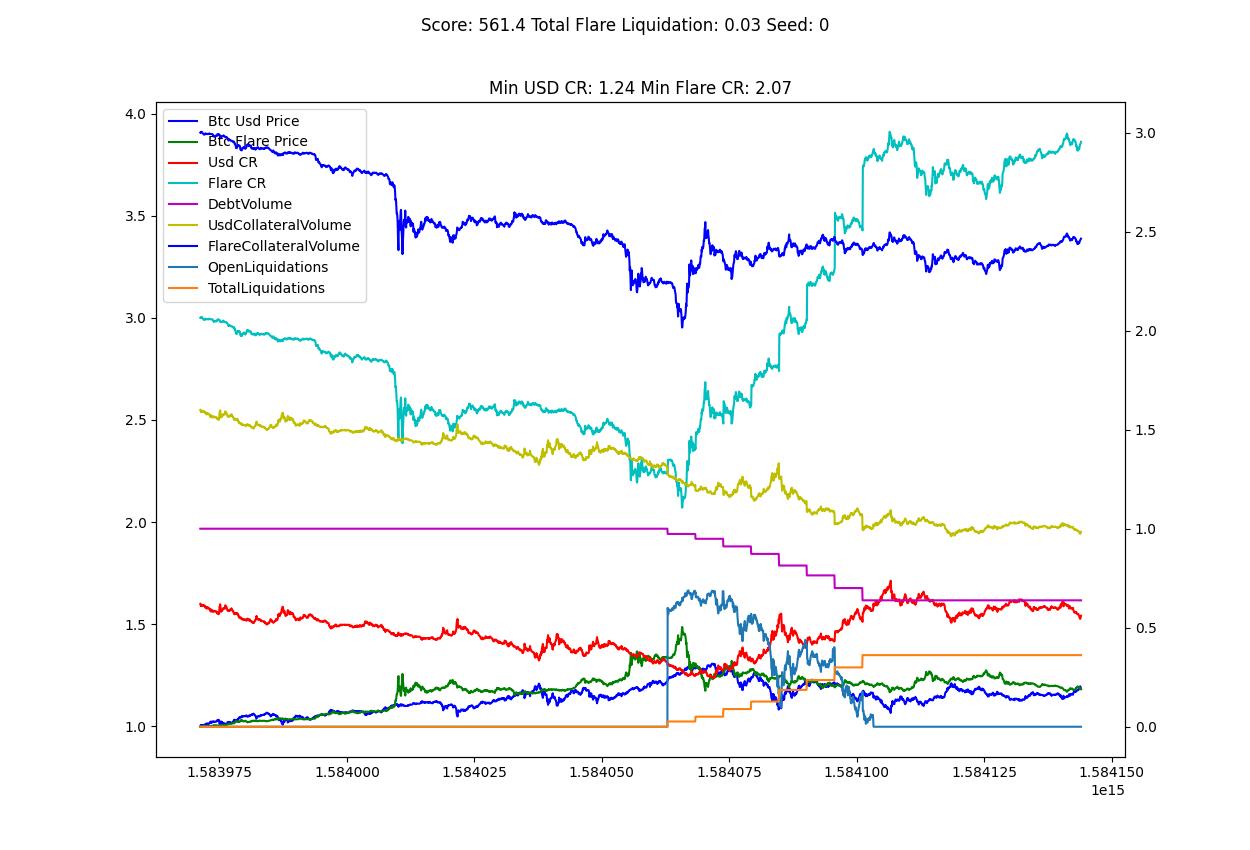 Score: 561.4 Total Flare Liquidation: 0.03 Seed: 0
Min USD CR: 1.24 Min Flare CR: 2.07
Btc Usd Price
Btc Flare Price
Usd CR
Flare CR
DebtVolume
UsdCollateralVolume
FlareCollateralVolume
OpenLiquidations
TotalLiquidations
4.0
3.5
3.0
2.5
2.0
1.5
1.0
3.0
2.5
2.0
1.5
1.0
0.5
0.0
1.583975 1.584000 1.584025 1.584050 1.584075 1.584100 1.584125 1.584150
1e15